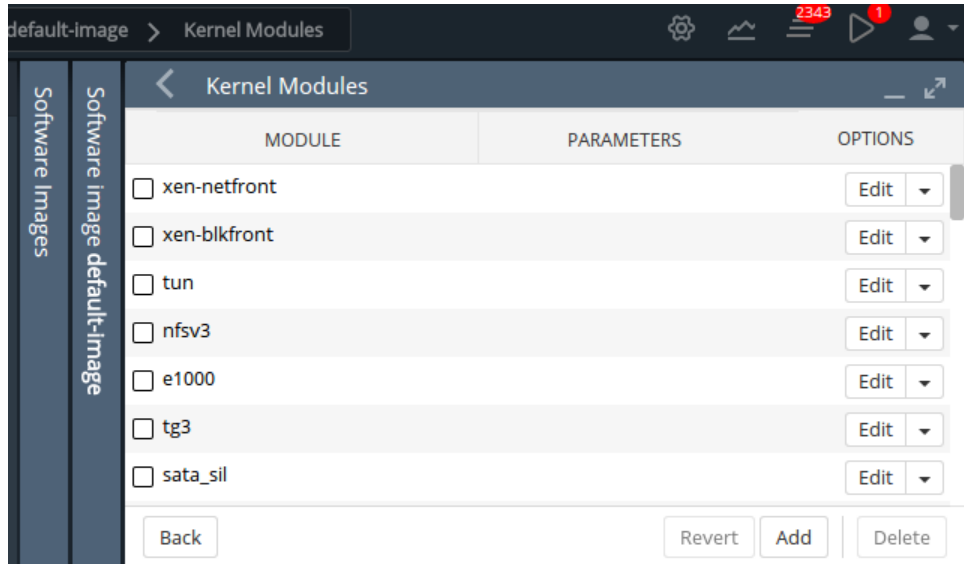 default-image > Kernel Modules
2343
1
Software Images
Software image default-image
Kernel Modules
MODULE PARAMETERS OPTIONS
xen-netfront Edit
xen-blkfront Edit
tun Edit
nfsv3 Edit
e1000 Edit
tg3 Edit
sata_sil Edit
Back Revert Add Delete